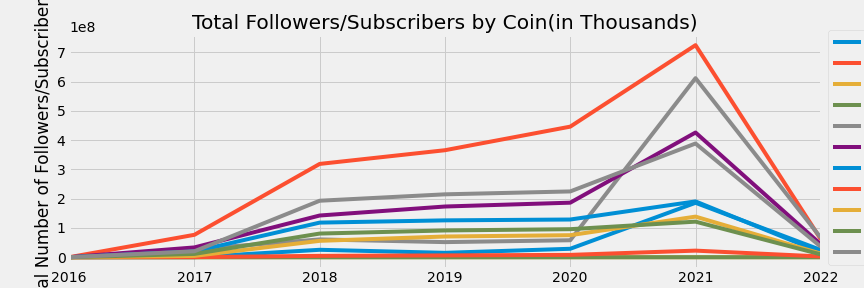 Total Followers/Subscribers by Coin(in Thousands)
1e8
Number of Followers/Subscriber
7
6
5
4
3
2
1
0
2016 2017 2018 2019 2020 2021 2022